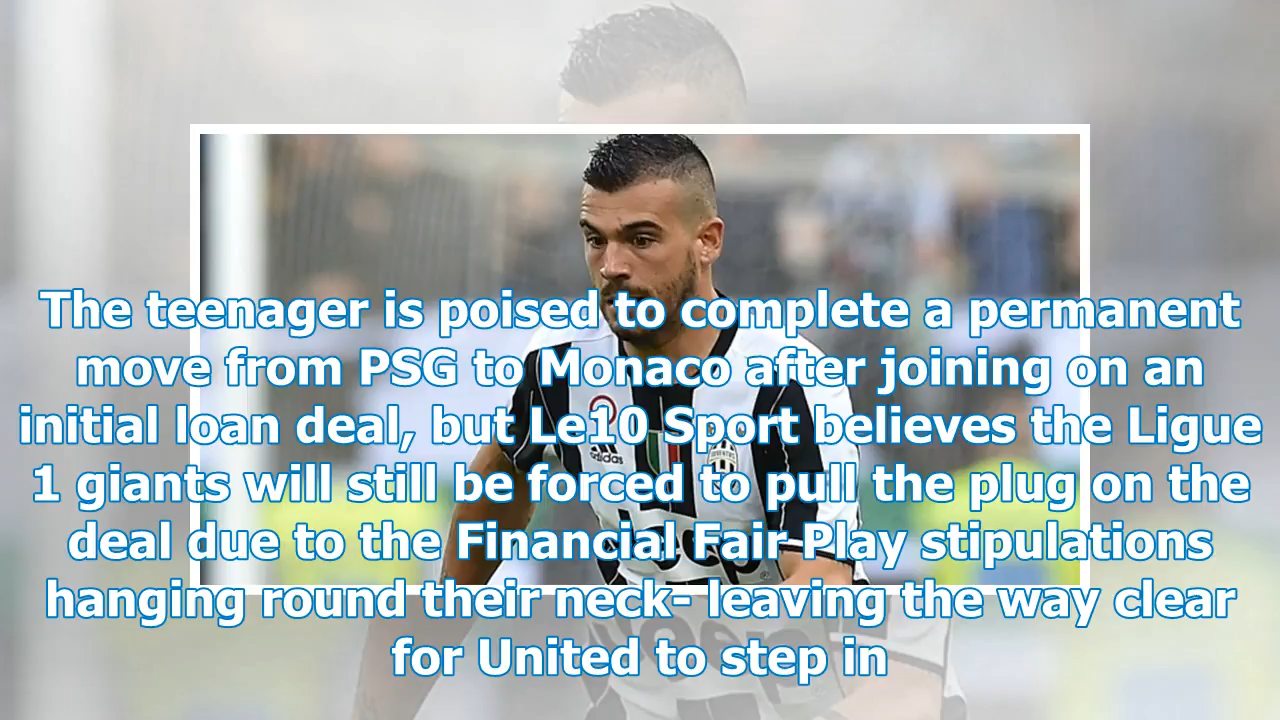 The teenager is poised to complete a permanent
move from PSG to Monaco after joining on an
initial loan deal, but Le10 Sport believes the Ligue
1 giants will still be forced to pull the plug on the
deal due to the Financial Fair Play stipulations
hanging round their neck- leaving the way clear
for United to step in
adidas
Jeep